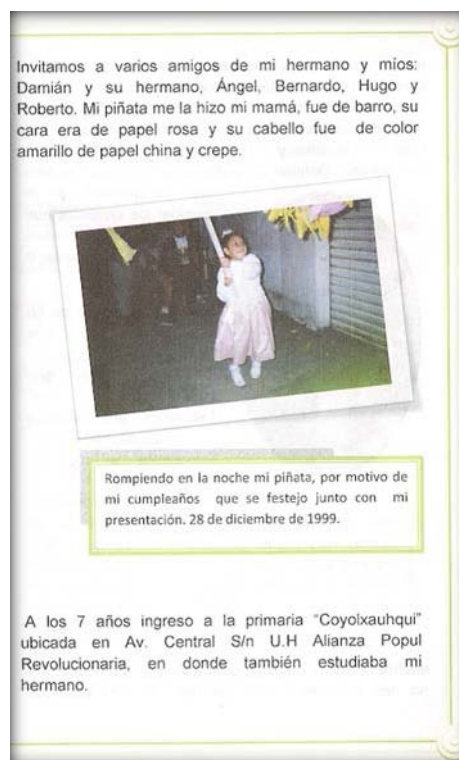 Invitamos a varios amigos de mi hermano y míos:
Damián y su hermano, Ángel, Bernardo, Hugo y
Roberto. Mi piñata me la hizo mi mamá, fue de barro, su
cara era de papel rosa y su cabello fue de color
amarillo de papel china y crepe.
Rompiendo en la noche mi piñata, por motivo de
mi cumpleaños que se festejo junto con mi
presentación. 28 de diciembre de 1999.
A los 7 años ingreso a la primaria "Coyolxauhqui"
ubicada en Av. Central S/n U.H Alianza Popul
Revolucionaria, en donde también estudiaba mi
hermano.